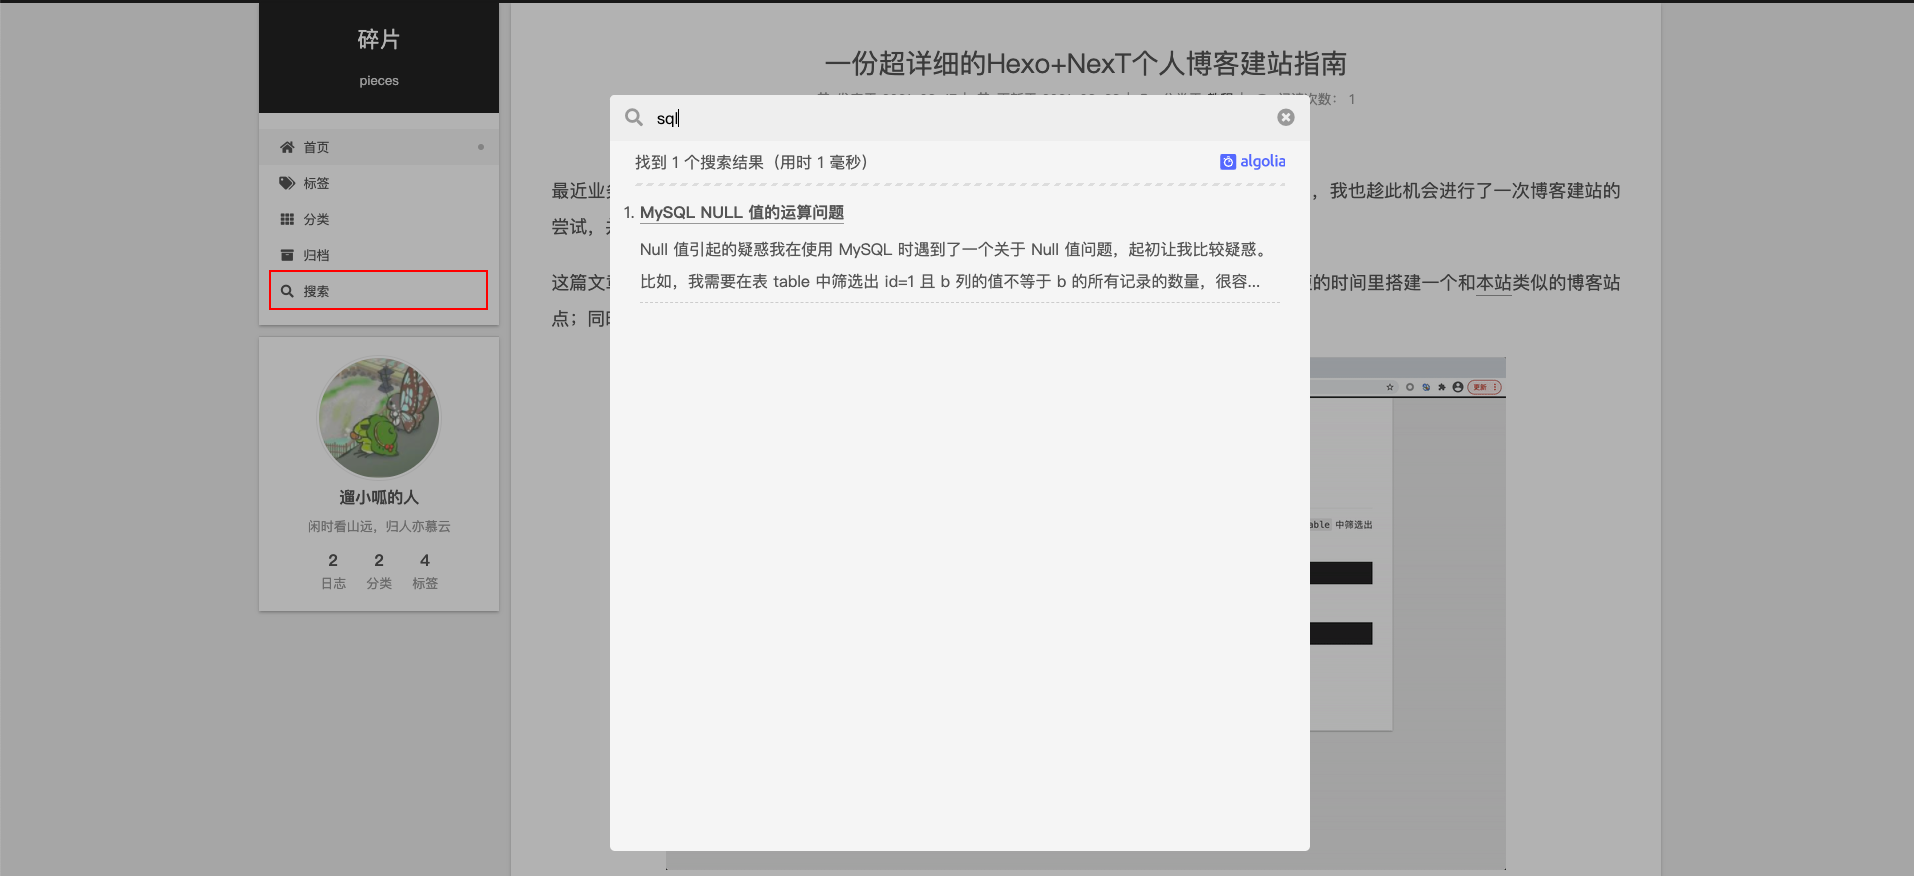 碎片
pieces
首页
标签
分类
归档
搜索
遛小呱的人
闲时看山远，归人亦慕云
2 2 4
日志 分类 标签
一份超详细的Hexo+NexT个人博客建站指南
次数： 1
sql
找到 1 个搜索结果（用时 1 毫秒）
algolia
1. MySQL NULL 值的运算问题
Null 值引起的疑惑我在使用 MySQL 时遇到了一个关于 Null 值问题，起初让我比较疑惑。
比如，我需要在表 table 中筛选出 id=1 且 b 列的值不等于 b 的所有记录的数量，很容...
最近业
，我也趁此机会进行了一次博客建站的
尝试，
这篇文
的时间里搭建一个和本站类似的博客站
点；同
更新
able 中筛选出